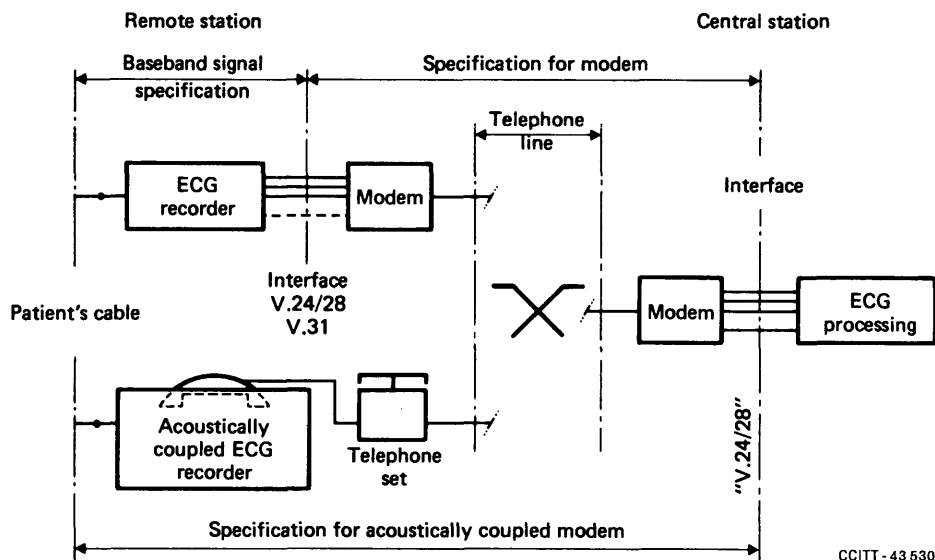 Remote station
Central station
Baseband signal
specification
Specification for modem
Telephone
line
ECG
recorder
Modem
Interface
Interface
V.24/28
V.31
Patient's cable
Modem
ECG
processing
Acoustically
coupled ECG
recorder
Telephone
set
"V.24/28"
Specification for acoustically coupled modem
CCITT - 43 530